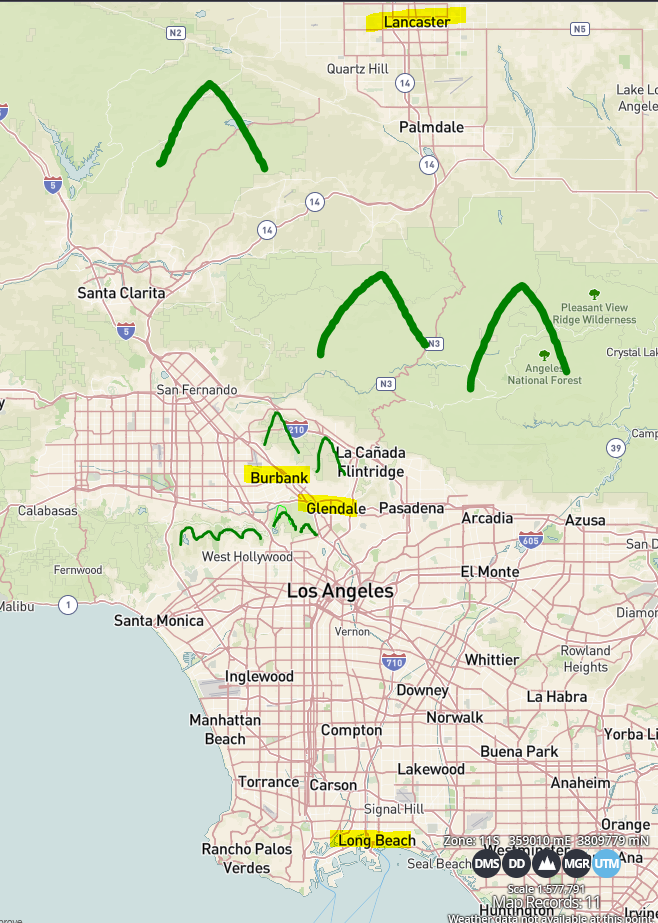 Lancaster
N2
N5
Quartz Hill
14
Lake Lo
Angele
Palmdale
14
5
14
14
Santa Clarita
5
Pleasant View
Ridge Wilderness
N3
Crystal Lak
Angeles
National Forest
N3
San Fernando
y
210
39
Camp
La Cañada
Flintridge
Burbank
Glendale
Pasadena
Calabasas
Arcadia
Azusa
605
San D
West Hollywood
Fernwood
El Monte
Los Angeles
Malibu
1
Diamon
Santa Monica
Vernon
710
Whittier
Rowland
Heights
Inglewood
Downey
La Habra
Manhattan
Beach
Norwalk
Compton
Yorba Li
Buena Park
Lakewood
Torrance
Carson
Anaheim
Signal Hill
Orange
Long Beach
Zone: 11S 359010 mE 3809779 mN
Westminster
Rancho Palos
Verdes
Seal Beach
DMS
DD
MGR
UTM
Ana
Scale 1:577,791
Map Records: 11
Huntington
Irvin
Weather data not available at this point
prove